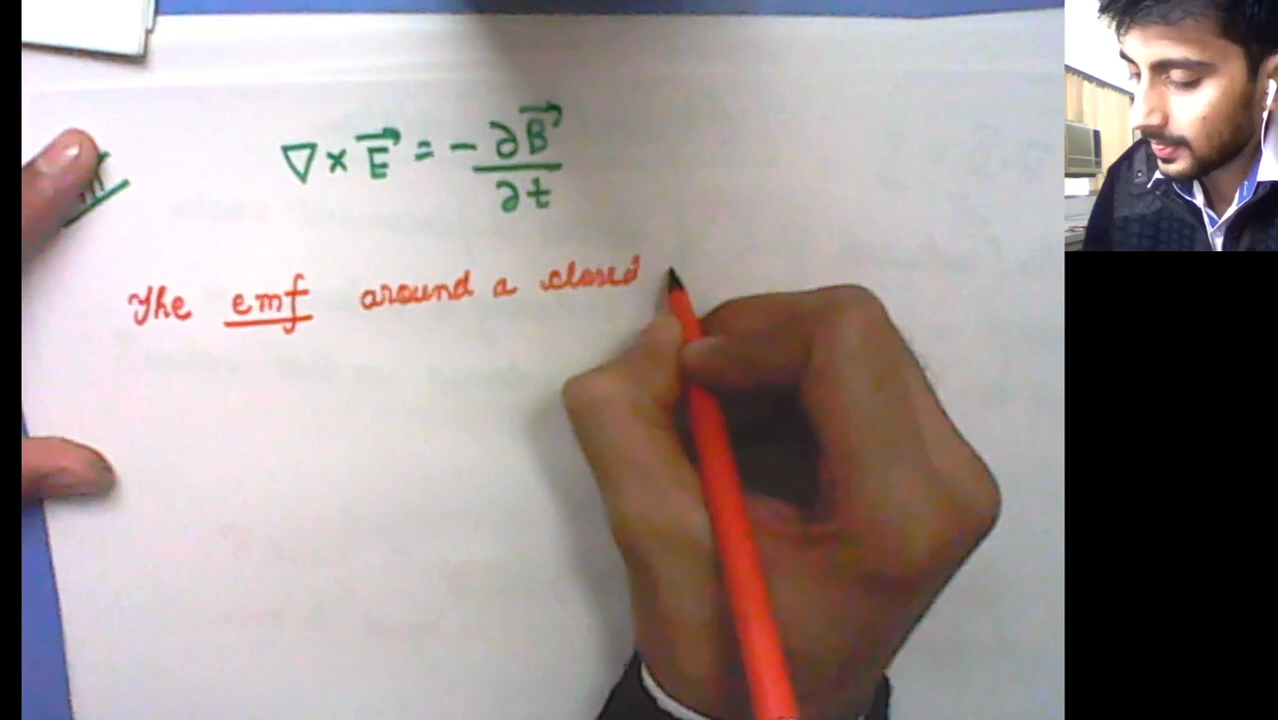 ∇ × E⃗ = - ∂B⃗ / ∂t
The emf around a closed